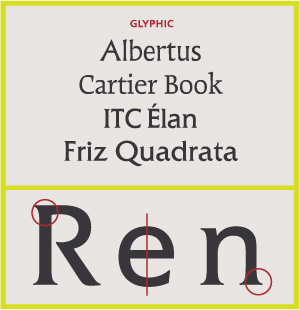 GLYPHIC
Albertus
Cartier Book
ITC Élan
Friz Quadrata
Ren